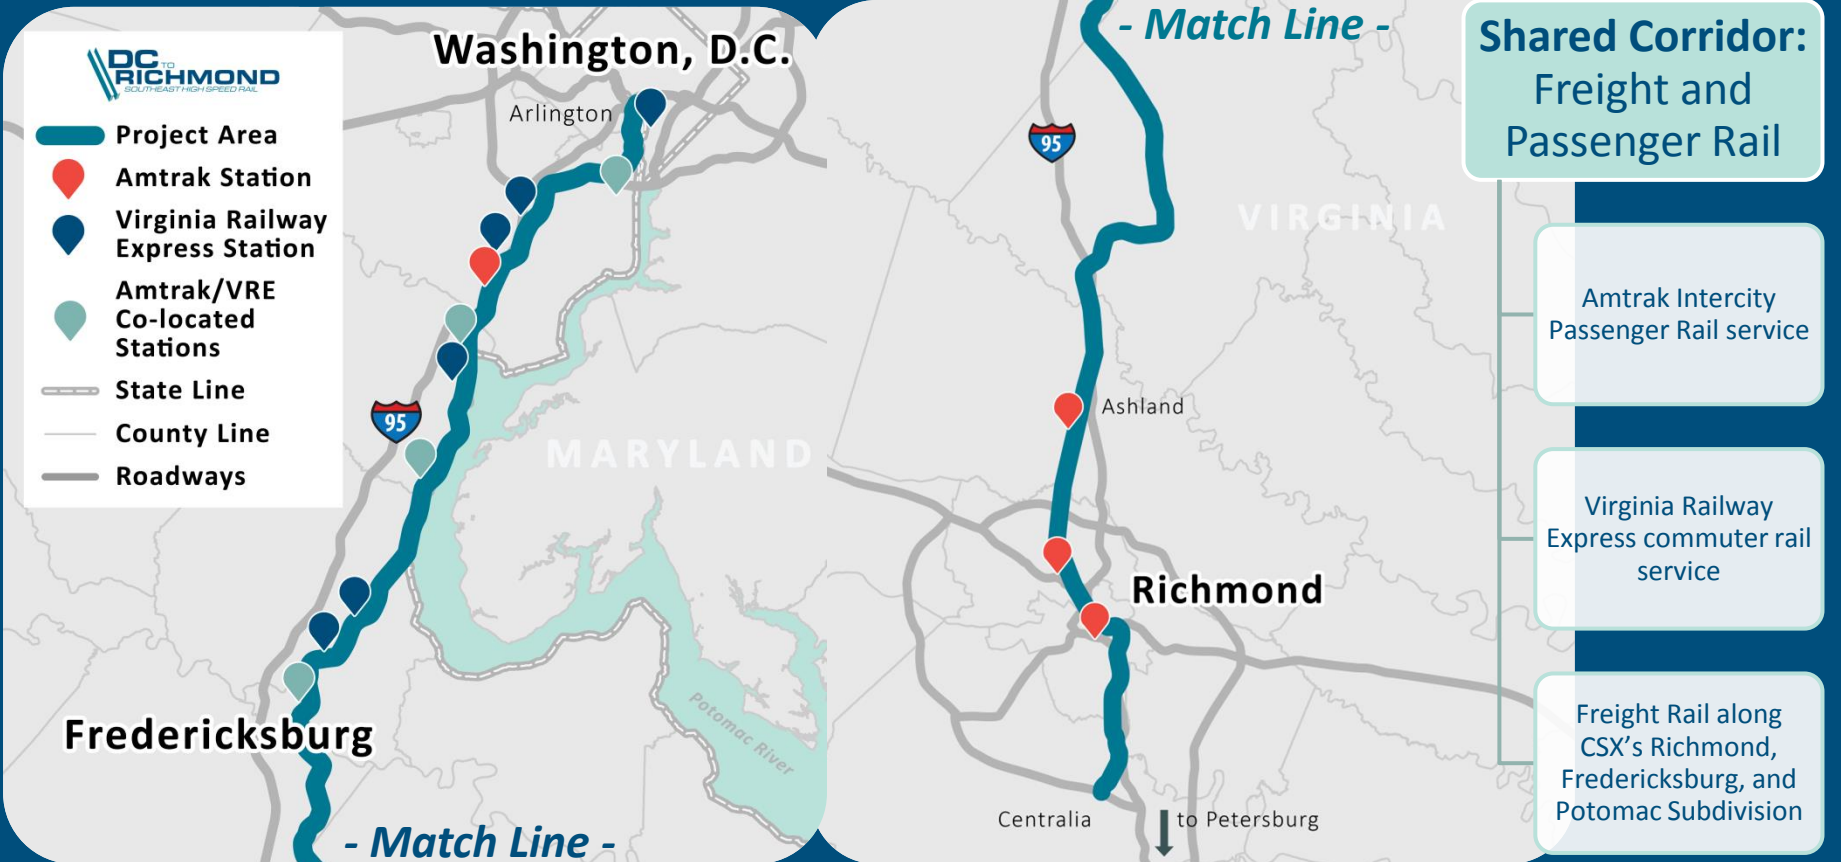 DC TO
RICHMOND
SOUTHEAST HIGH SPEED RAIL
Project Area
Amtrak Station
Virginia Railway
Express Station
Amtrak/VRE
Co-located
Stations
State Line
County Line
Roadways
Washington, D.C.
Arlington
95
MARYLAND
Potomac River
Fredericksburg
- Match Line -
- Match Line -
95
VIRGINIA
Ashland
Richmond
Centralia
to Petersburg
Shared Corridor:
Freight and
Passenger Rail
Amtrak Intercity
Passenger Rail service
Virginia Railway
Express commuter rail
service
Freight Rail along
CSX's Richmond,
Fredericksburg, and
Potomac Subdivision